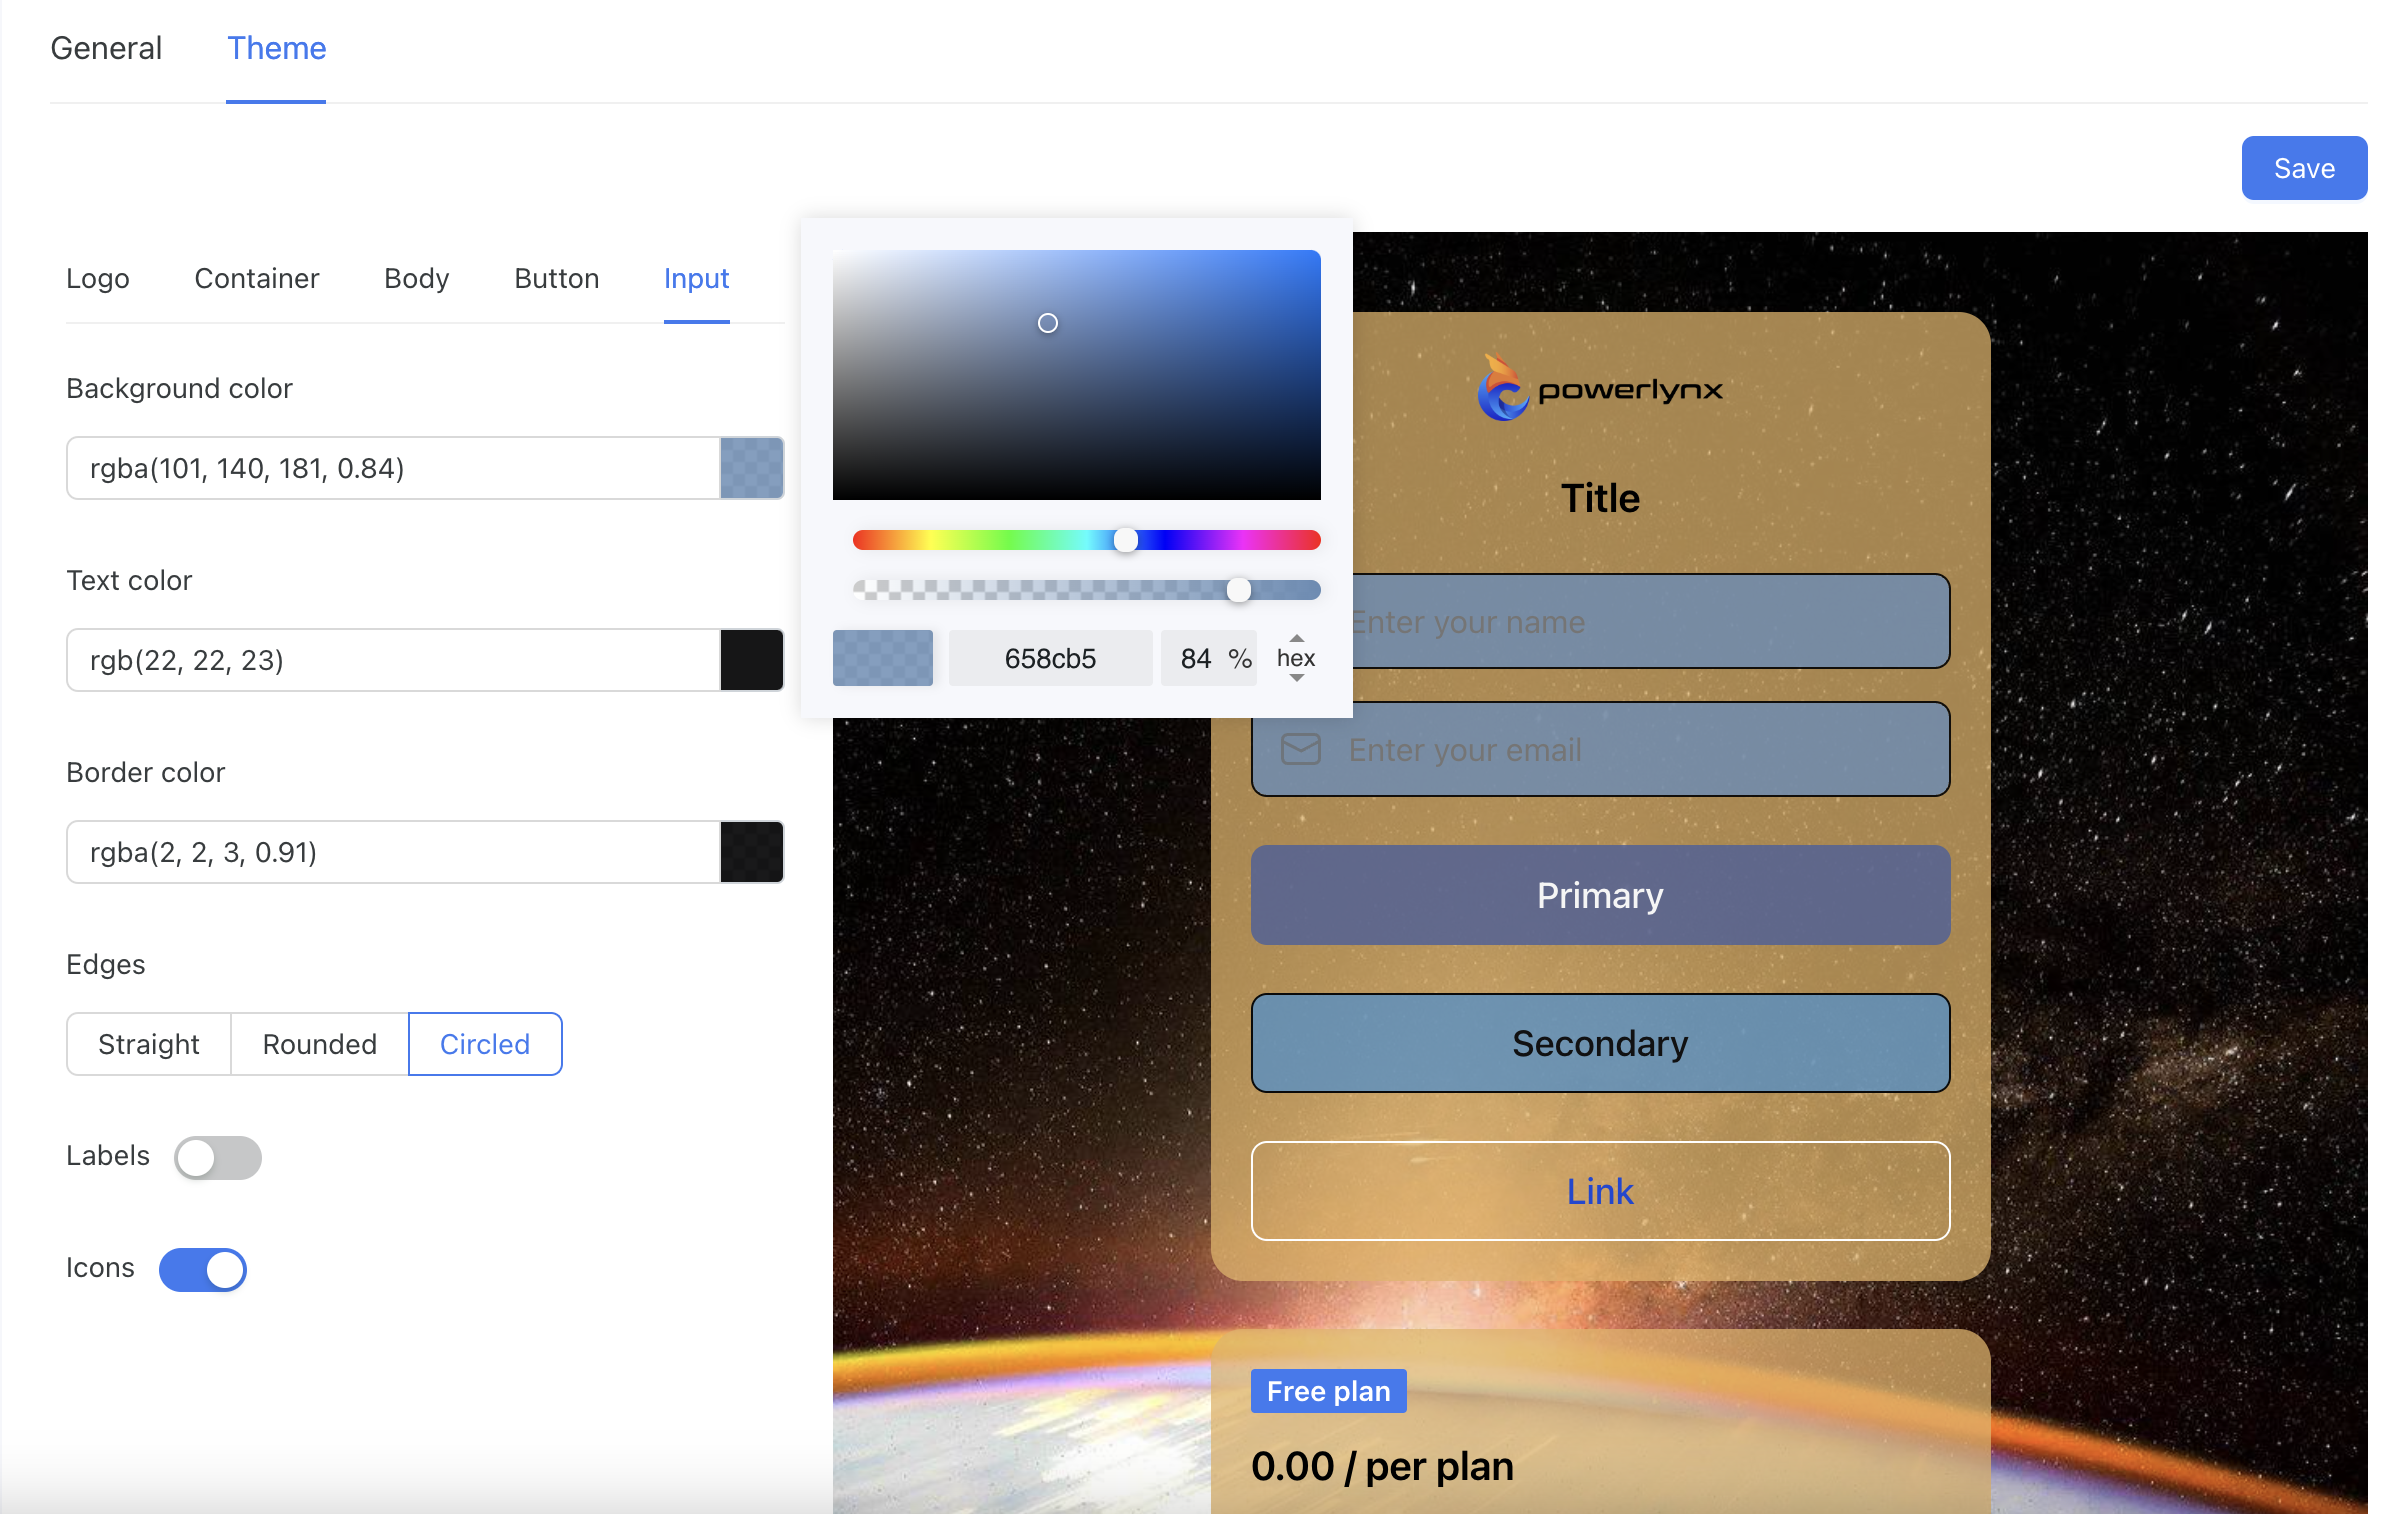 General
Theme
Save
Logo
Container
Body
Button
Input
Background color
rgba(101, 140, 181, 0.84)
Text color
rgb(22, 22, 23)
Border color
rgba(2, 2, 3, 0.91)
Edges
Straight
Rounded
Circled
Labels
Icons
658cb5
84 %
hex
powerlynx
Title
Enter your name
Enter your email
Primary
Secondary
Link
Free plan
0.00 / per plan